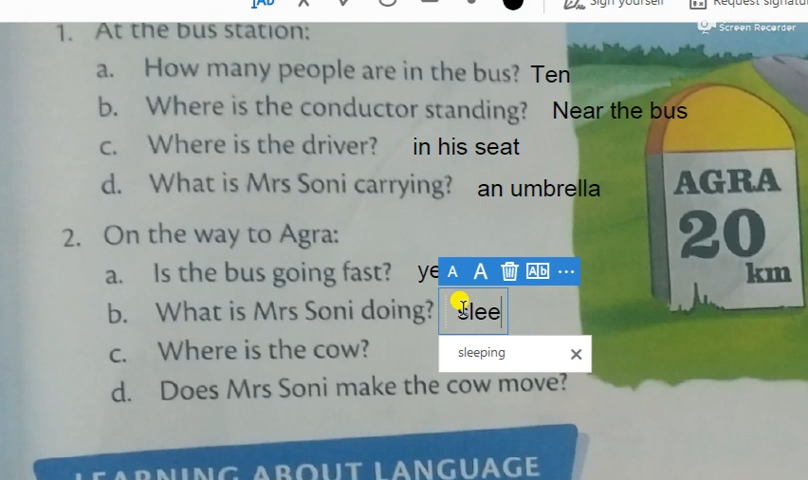 Sign yourself
Request signatur
Screen Recorder
1. At the bus station:
a. How many people are in the bus? Ten
b. Where is the conductor standing? Near the bus
c. Where is the driver? in his seat
d. What is Mrs Soni carrying? an umbrella
AGRA
20
km
2. On the way to Agra:
a. Is the bus going fast? ye
A A Ab ...
b. What is Mrs Soni doing? slee
sleeping
c. Where is the cow?
d. Does Mrs Soni make the cow move?
LEARNING ABOUT LANGUAGE